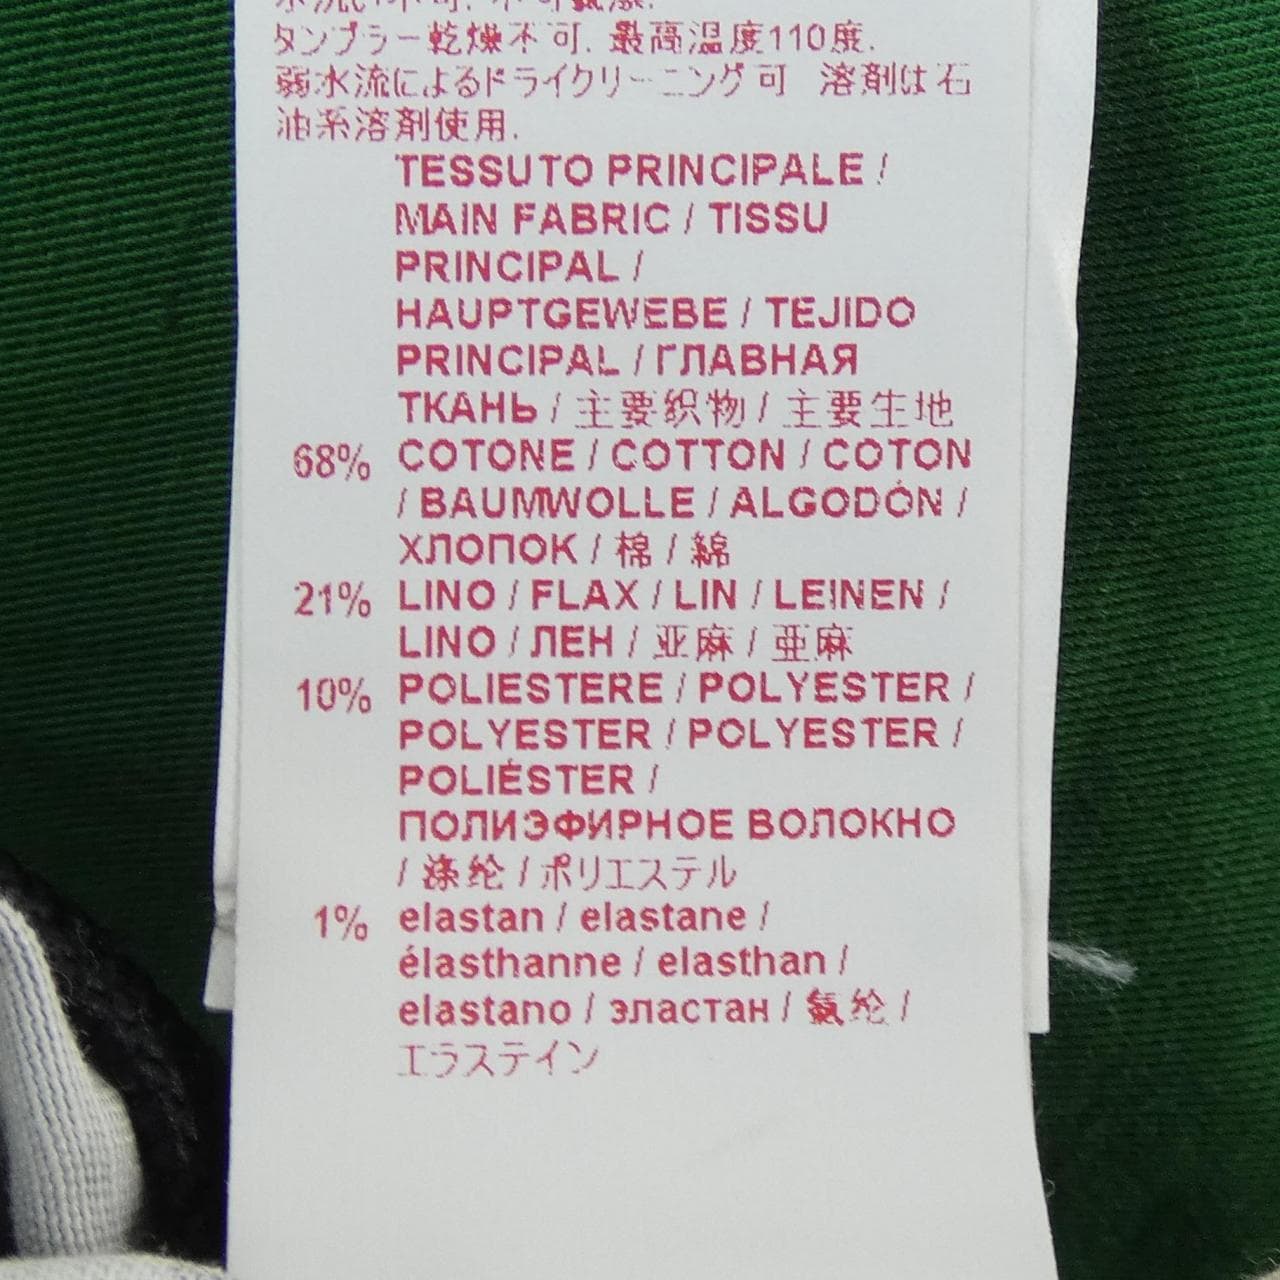 タンブラー乾燥不可. 最高温度110度.
弱水流によるドライクリーニング可 溶剤は石
油系溶剤使用.
TESSUTO PRINCIPALE /
MAIN FABRIC / TISSU
PRINCIPAL /
HAUPTGEWEBE / TEJIDO
PRINCIPAL / ГЛАВНАЯ
ТКАНЬ / 主要织物 / 主要生地
68% COTONE / COTTON / COTON
/ BAUMWOLLE / ALGODÓN /
ХЛОПОК / 棉 / 綿
21% LINO / FLAX / LIN / LEINEN /
LINO / ЛЕН / 亚麻 / 亜麻
10% POLIESTERE / POLYESTER /
POLYESTER / POLYESTER /
POLIÉSTER /
ПОЛИЭФИРНОЕ ВОЛОКНО
/ 涤纶 / ポリエステル
1% elastan / elastane /
élasthanne / elasthan /
elastano / эластан / 氨纶 /
エラステイン